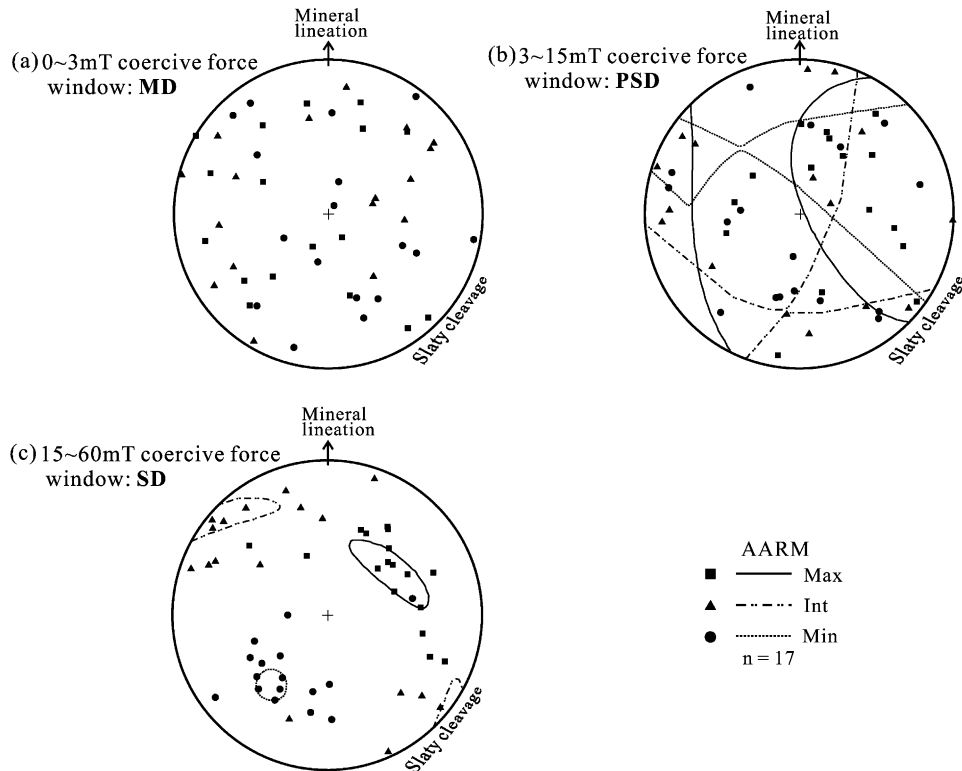 Mineral
lineation
(a) 0~3mT coercive force
window: MD
Slaty cleavage
Mineral
lineation
(b) 3~15mT coercive force
window: PSD
Slaty cleavage
Mineral
lineation
(c) 15~60mT coercive force
window: SD
Slaty cleavage
AARM
Max
Int
Min
n = 17